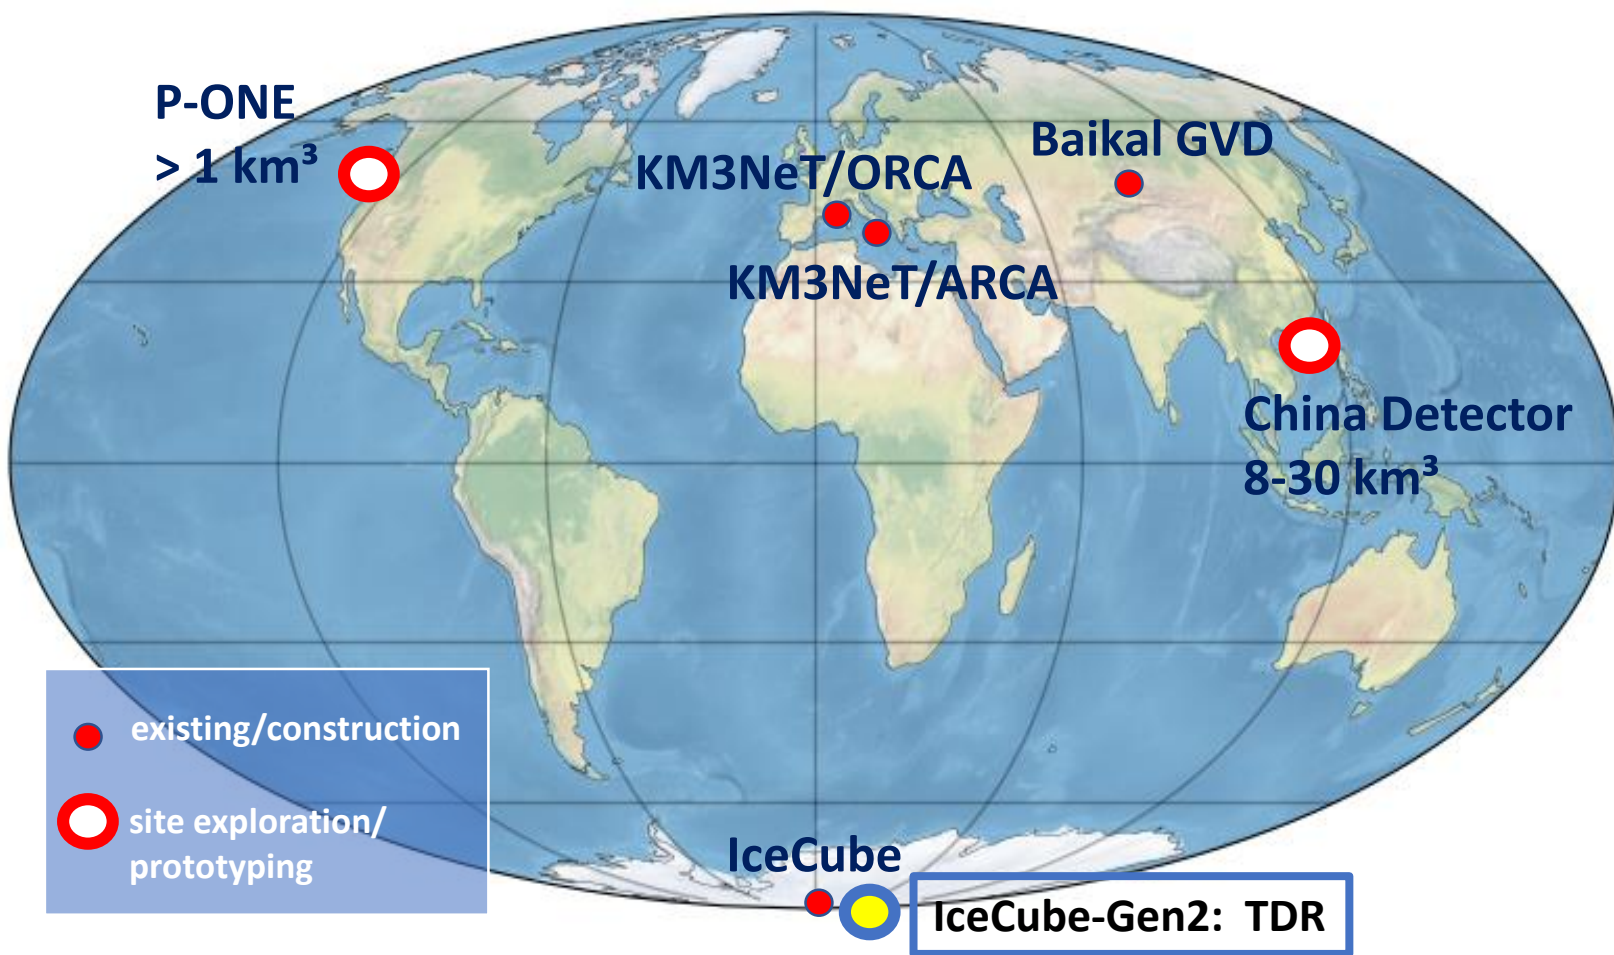 P-ONE
> 1 km³
KM3NeT/ORCA
Baikal GVD
KM3NeT/ARCA
China Detector
8-30 km³
existing/construction
site exploration/
prototyping
IceCube
IceCube-Gen2: TDR